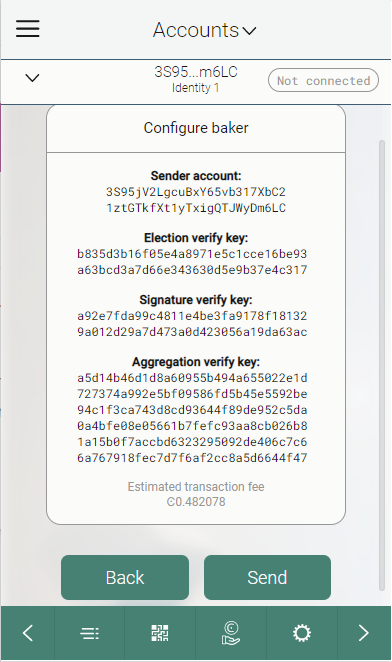 Accounts
3S95...m6LC
Identity 1
Not connected
Configure baker
Sender account:
3S95jV2LgcuBxY65vb317XbC2
1ztGTkfXt1yTxigQTJWyDm6LC
Election verify key:
b835d3b16f05e4a8971e5c1cce16be93
a63bcd3a7d66e343630d5e9b37e4c317
Signature verify key:
a92e7fda99c4811e4be3fa9178f18132
9a012d29a7d473a0d423056a19da63ac
Aggregation verify key:
a5d14b46d1d8a60955b494a655022e1d
727374a992e5bf09586fd5b45e5592be
94c1f3ca743d8cd93644f89de952c5da
0a4bfe08e05661b7fefc93aa8cb026b8
1a15b0f7accbd6323295092de406c7c6
6a767918fec7d7f6af2cc8a5d6644f47
Estimated transaction fee
Ͼ0.482078
Back
Send